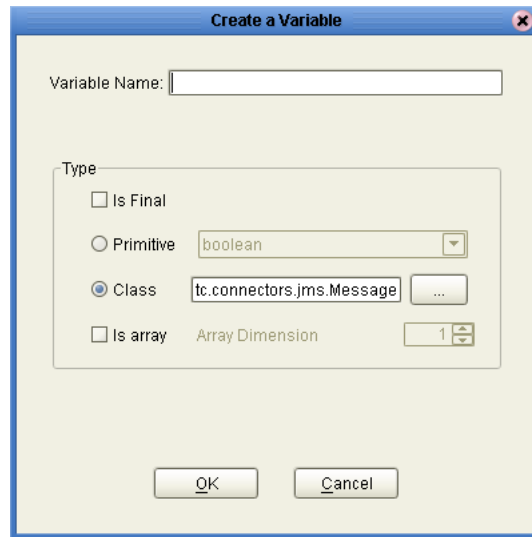 Create a Variable
Variable Name:
Type
Is Final
Primitive boolean
Class tc.connectors.jms.Message ...
Is array Array Dimension 1
OK Cancel